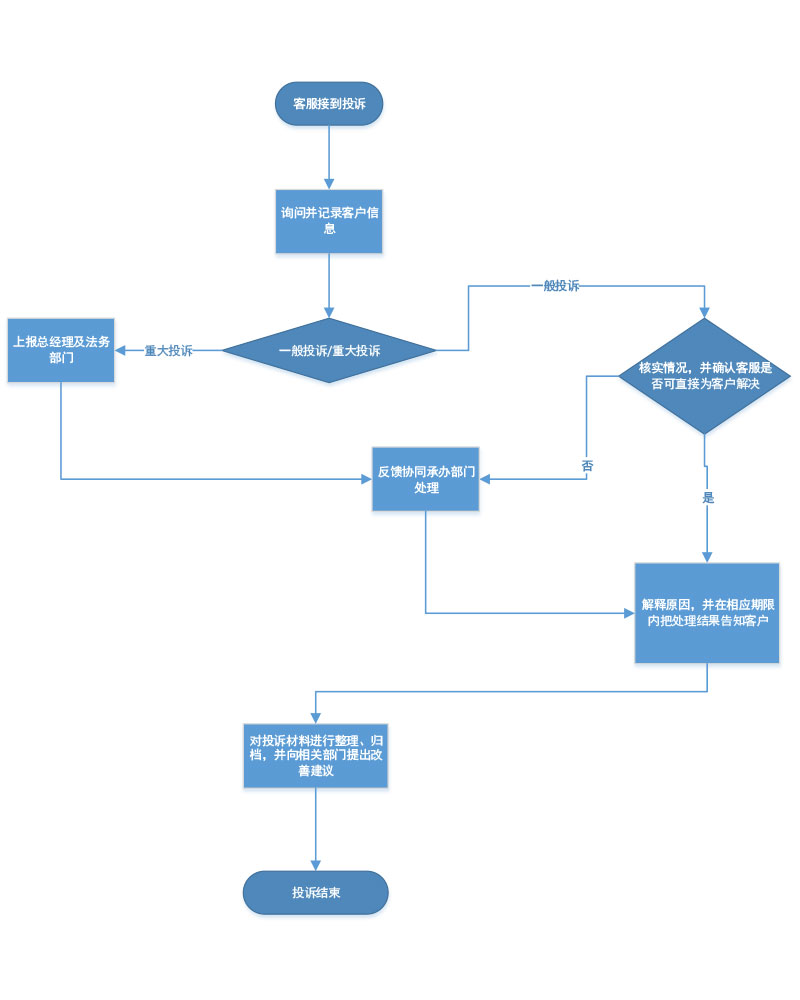 客服接到投诉
询问并记录客户信
息
一般投诉
上报总经理及法务
部门
重大投诉
一般投诉/重大投诉
核实情况，并确认客服是
否可直接为客户解决
否
反馈协同承办部门
处理
是
解释原因，并在相应期限
内把处理结果告知客户
对投诉材料进行整理、归
档，并向相关部门提出改
善建议
投诉结束